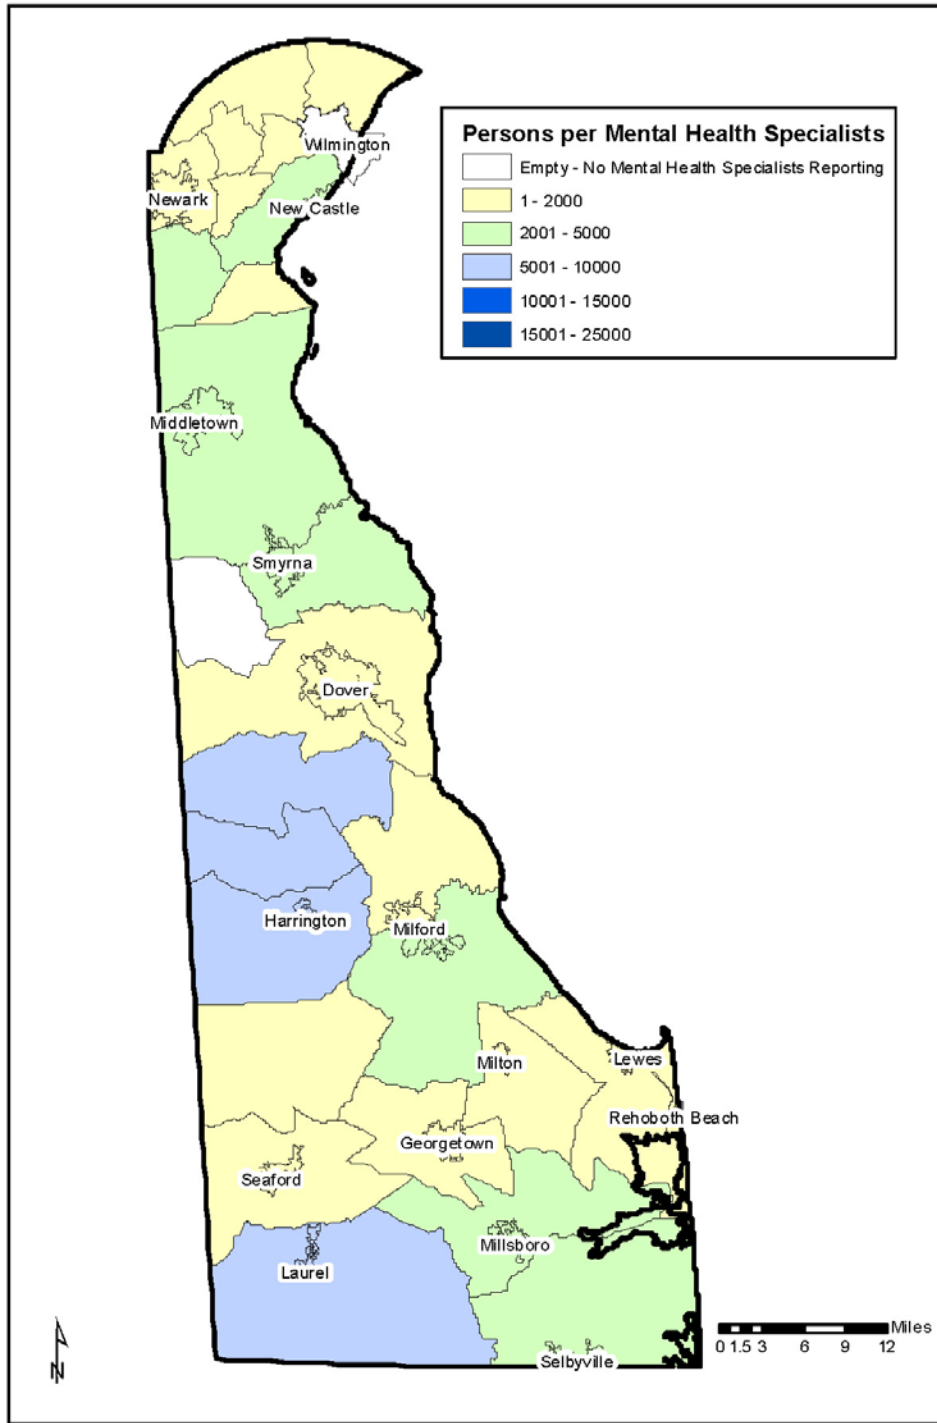 Persons per Mental Health Specialists
Empty - No Mental Health Specialists Reporting
1 - 2000
2001 - 5000
5001 - 10000
10001 - 15000
15001 - 25000
Wilmington
Newark
New Castle
Middletown
Smyrna
Dover
Harrington
Milford
Milton
Lewes
Rehoboth Beach
Georgetown
Seaford
Millsboro
Laurel
Selbyville
Miles
0 1.5 3 6 9 12
N